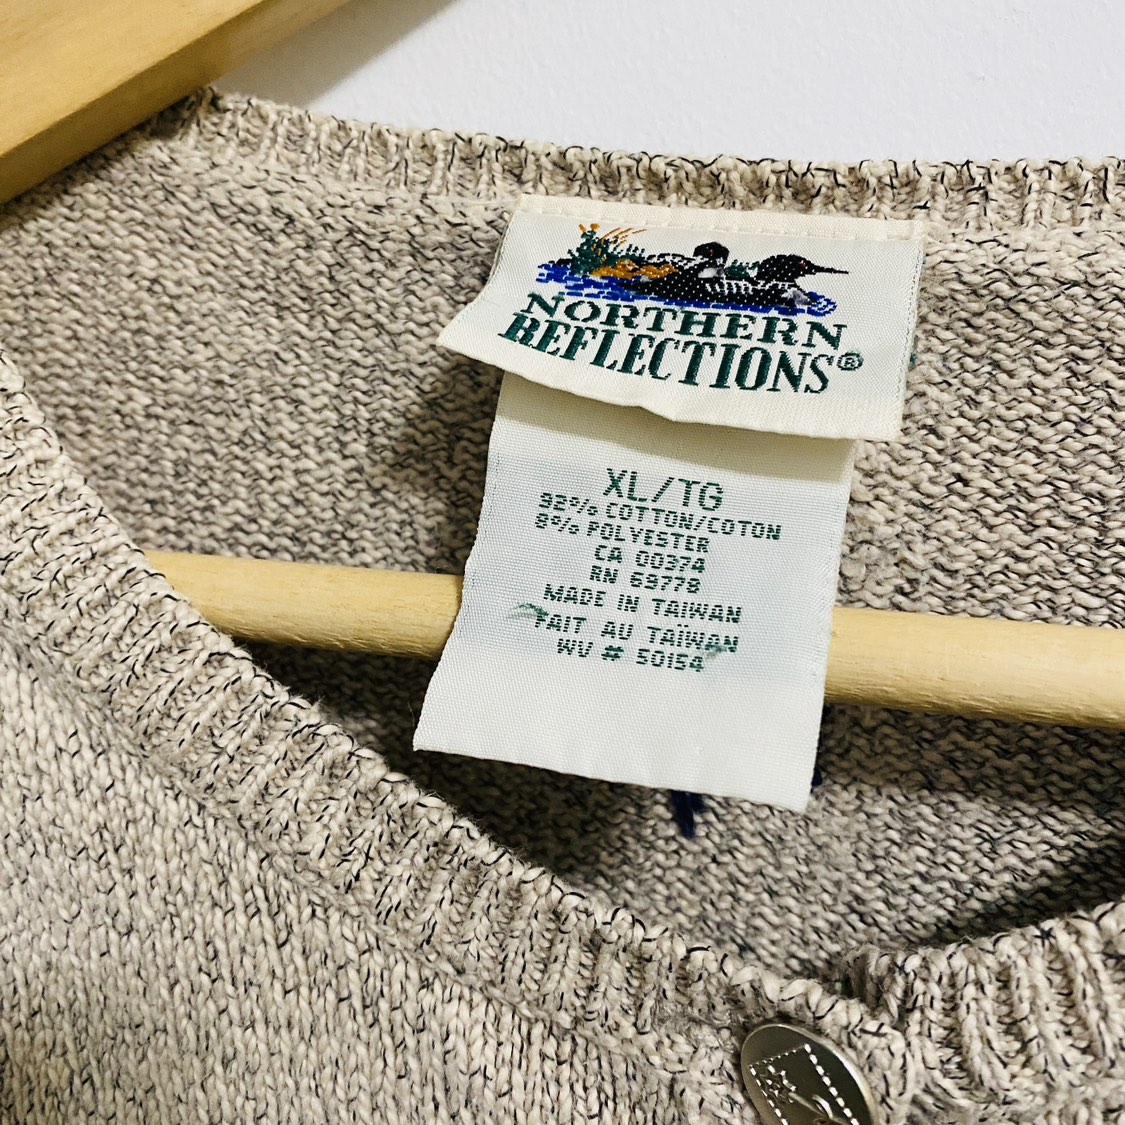 NORTHERN
REFLECTIONS®
XL/TG
92% COTTON/COTON
8% POLYESTER
CA 00374
RN 69778
MADE IN TAIWAN
FAIT AU TAÏWAN
WV # 50154